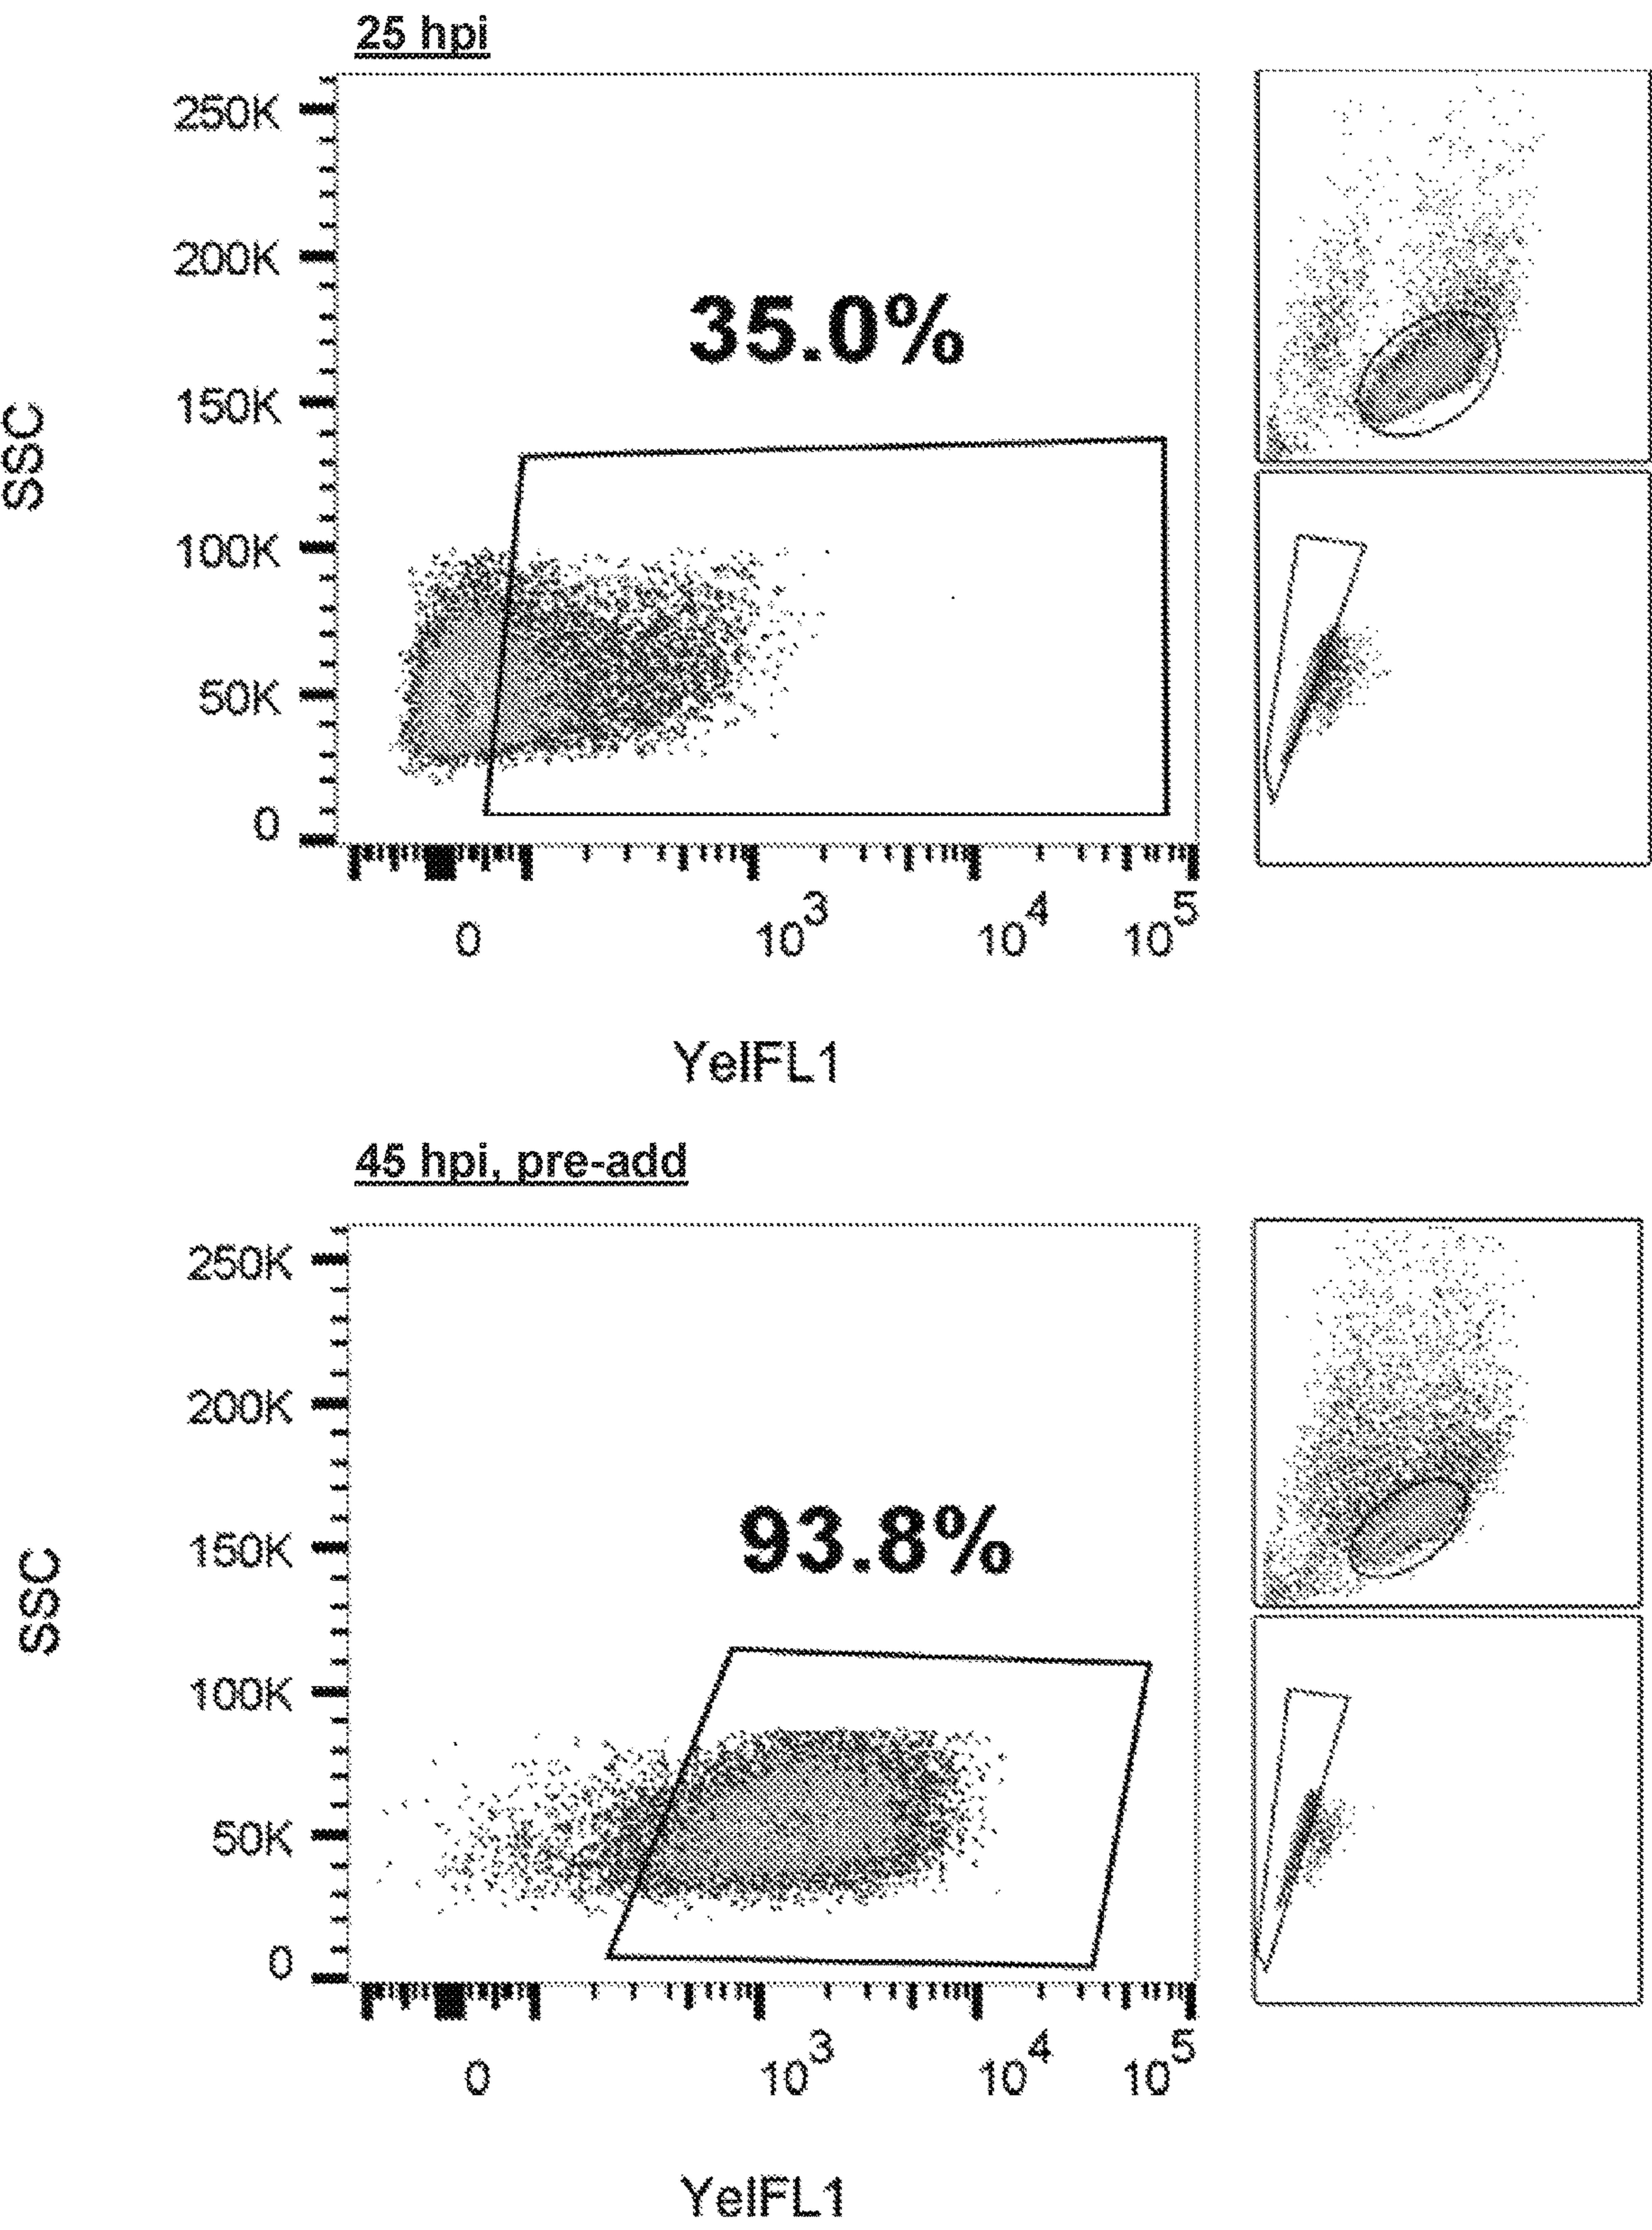 25 hpi
250K
200K
35.0%
150K
SSC
100K
50K
0
0 10^3 10^4 10^5
YelFL1
45 hpi, pre-add
250K
200K
93.8%
150K
SSC
100K
50K
0
0 10^3 10^4 10^5
YelFL1